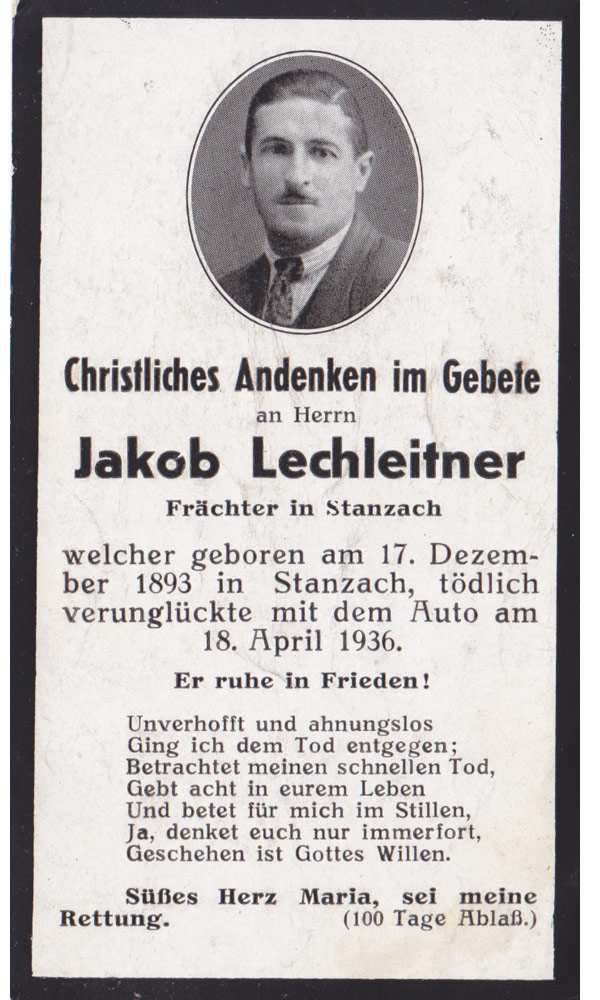 Christliches Andenken im Gebete
an Herrn
Jakob Lechleitner
Frächter in Stanzach
welcher geboren am 17. Dezem-
ber 1893 in Stanzach, tödlich
verunglückte mit dem Auto am
18. April 1936.
Er ruhe in Frieden!
Unverhofft und ahnungslos
Ging ich dem Tod entgegen;
Betrachtet meinen schnellen Tod,
Gebt acht in eurem Leben
Und betet für mich im Stillen,
Ja, denket euch nur immerfort,
Geschehen ist Gottes Willen.
Süßes Herz Maria, sei meine
Rettung. (100 Tage Ablaß.)